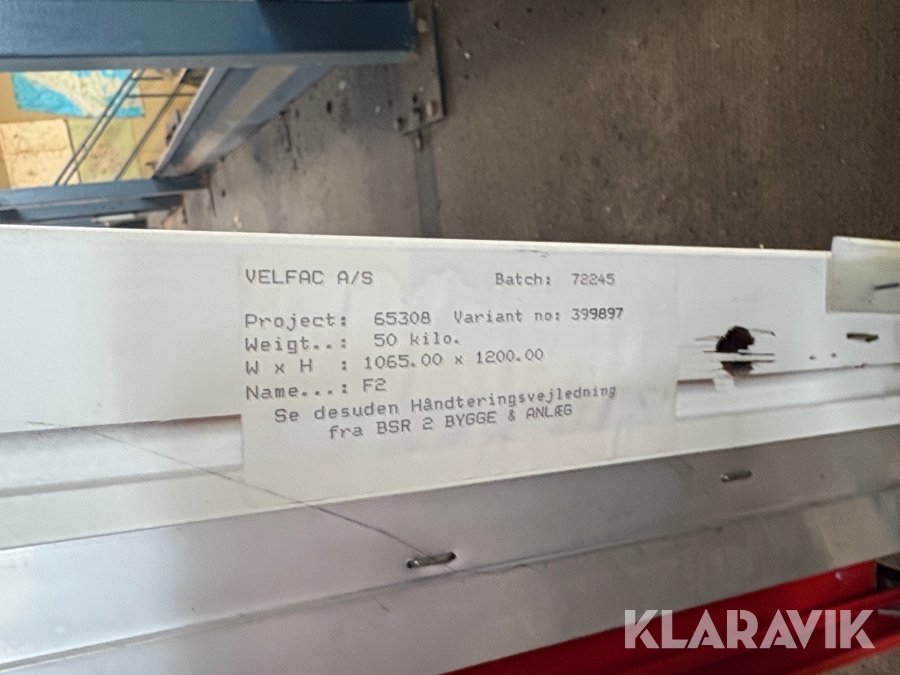 VELFAC A/S Batch: 72245
Project: 65308 Variant no: 399897
Weigt..: 50 kilo.
W x H : 1065.00 x 1200.00
Name...: F2
Se desuden Håndteringsvejledning
fra BSR 2 BYGGE & ANLÆG
KLARAVIK